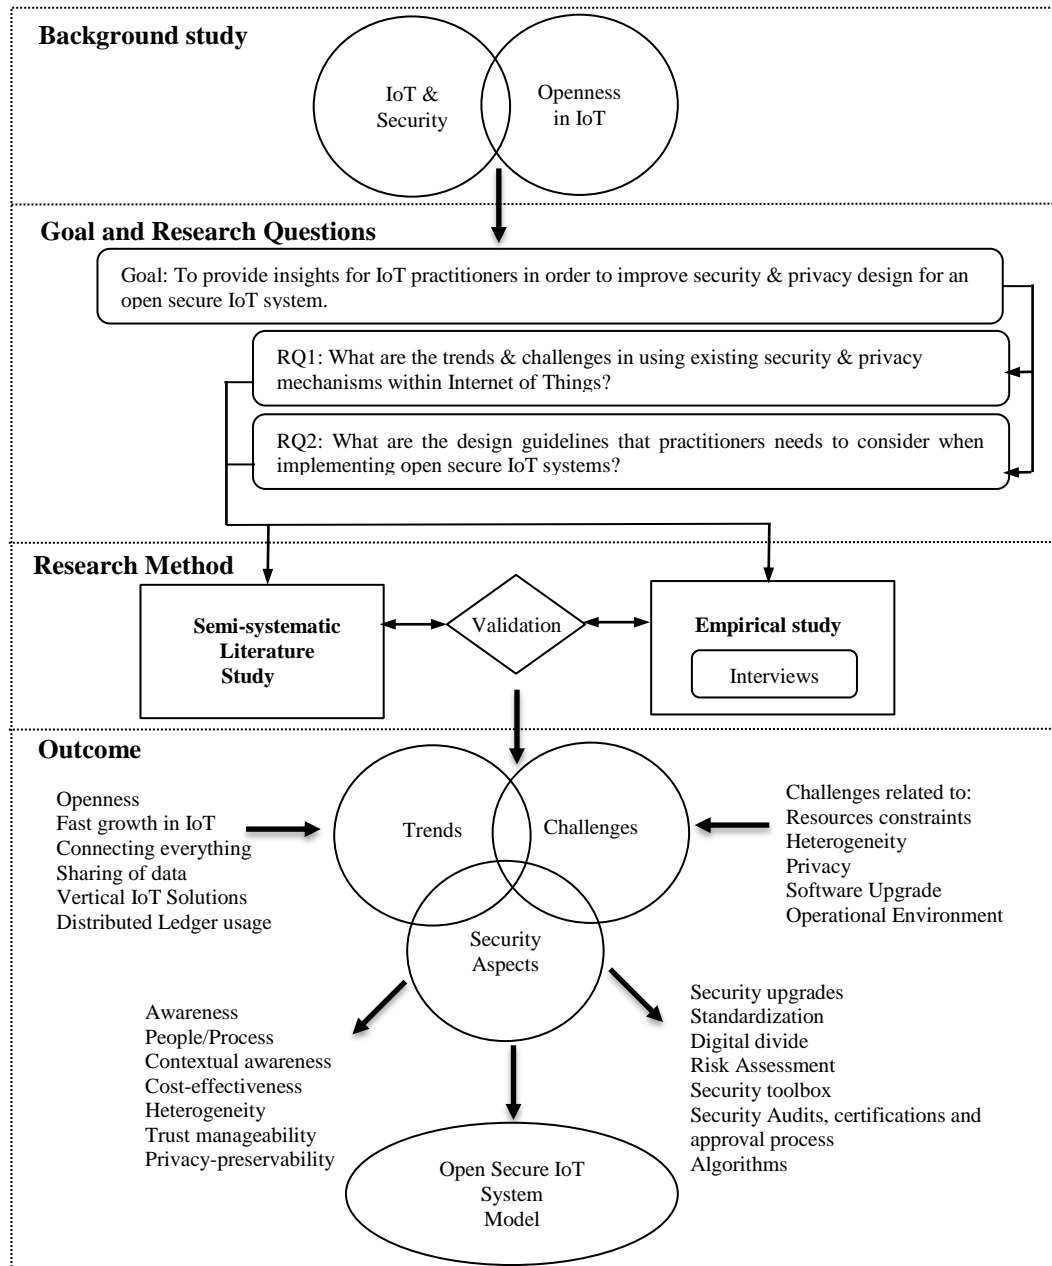 Background study
IoT &
Security
Openness
in IoT
Goal and Research Questions
Goal: To provide insights for IoT practitioners in order to improve security & privacy design for an
open secure IoT system.
RQ1: What are the trends & challenges in using existing security & privacy
mechanisms within Internet of Things?
RQ2: What are the design guidelines that practitioners needs to consider when
implementing open secure IoT systems?
Research Method
Semi-systematic
Literature
Study
Validation
Empirical study
Interviews
Outcome
Openness
Fast growth in IoT
Connecting everything
Sharing of data
Vertical IoT Solutions
Distributed Ledger usage
Trends
Challenges
Challenges related to:
Resources constraints
Heterogeneity
Privacy
Software Upgrade
Operational Environment
Security
Aspects
Awareness
People/Process
Contextual awareness
Cost-effectiveness
Heterogeneity
Trust manageability
Privacy-preservability
Security upgrades
Standardization
Digital divide
Risk Assessment
Security toolbox
Security Audits, certifications and
approval process
Algorithms
Open Secure IoT
System
Model